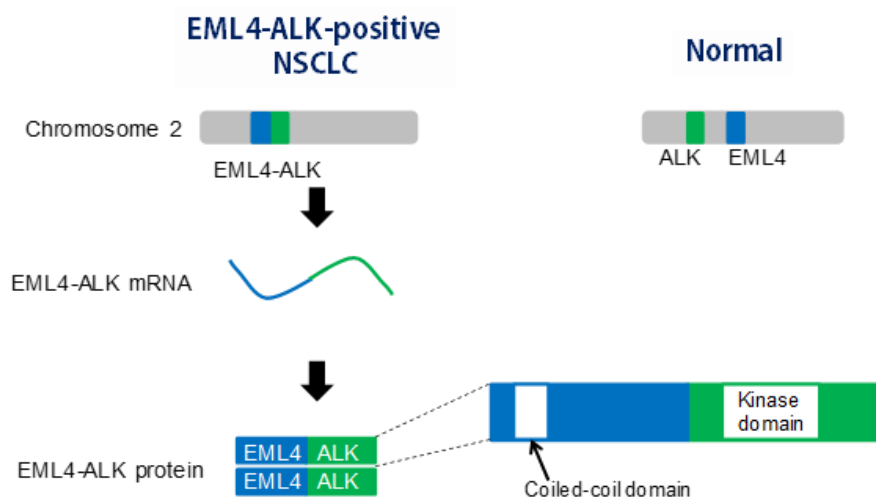 EML4-ALK-positive
NSCLC
Normal
Chromosome 2
EML4-ALK
ALK
EML4
EML4-ALK mRNA
Kinase
domain
EML4 ALK
EML4-ALK protein
EML4 ALK
Coiled-coil domain